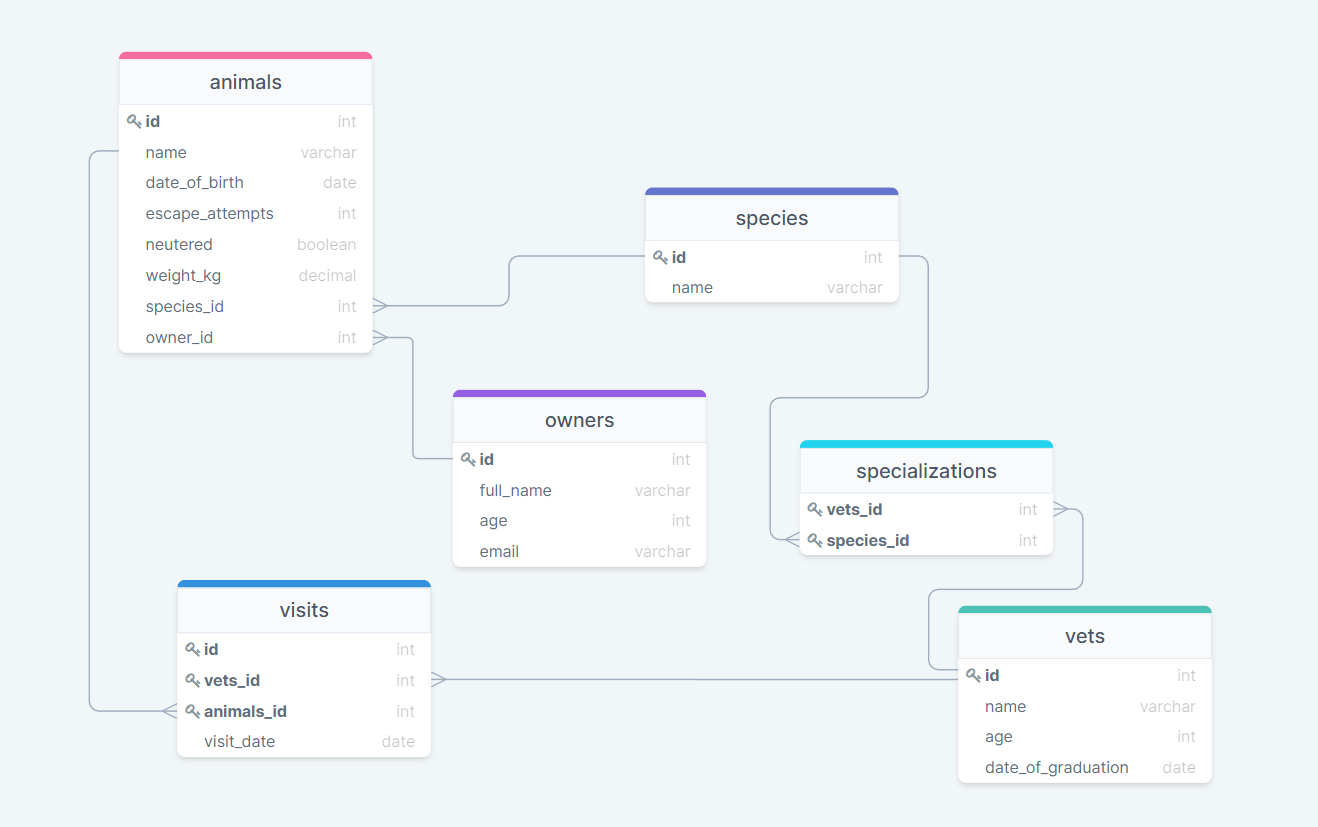 animals
id int
name varchar
date_of_birth date
escape_attempts int
neutered boolean
weight_kg decimal
species_id int
owner_id int
species
id int
name varchar
owners
id int
full_name varchar
age int
email varchar
specializations
vets_id int
species_id int
visits
id int
vets_id int
animals_id int
visit_date date
vets
id int
name varchar
age int
date_of_graduation date